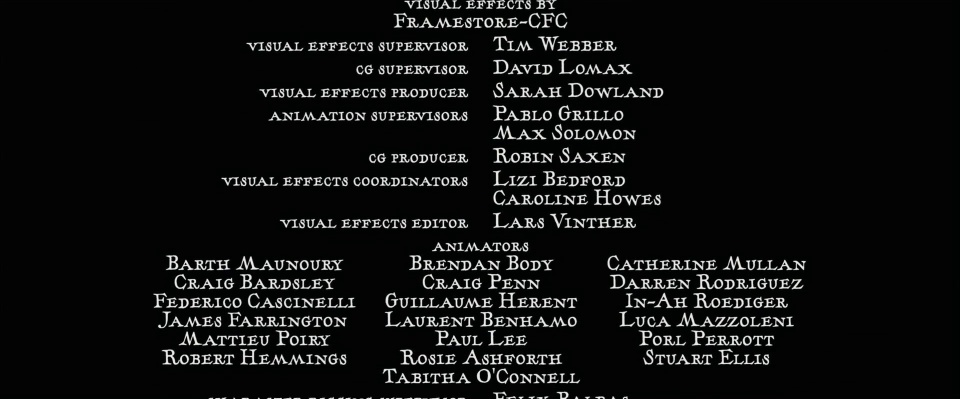 VISUAL EFFECTS BY
FRAMESTORE-CFC
VISUAL EFFECTS SUPERVISOR TIM WEBBER
CG SUPERVISOR DAVID LOMAX
VISUAL EFFECTS PRODUCER SARAH DOWLAND
ANIMATION SUPERVISORS PABLO GRILLO
MAX SOLOMON
CG PRODUCER ROBIN SAXEN
VISUAL EFFECTS COORDINATORS LIZI BEDFORD
CAROLINE HOWES
VISUAL EFFECTS EDITOR LARS VINTHER
ANIMATORS
BARTH MAUNOURY BRENDAN BODY CATHERINE MULLAN
CRAIG BARDSLEY CRAIG PENN DARREN RODRIGUEZ
FEDERICO CASCINELLI GUILLAUME HERENT IN-AH ROEDIGER
JAMES FARRINGTON LAURENT BENHAMO LUCA MAZZOLENI
MATTIEU POIRY PAUL LEE PORL PERROTT
ROBERT HEMMINGS ROSIE ASHFORTH STUART ELLIS
TABITHA O'CONNELL